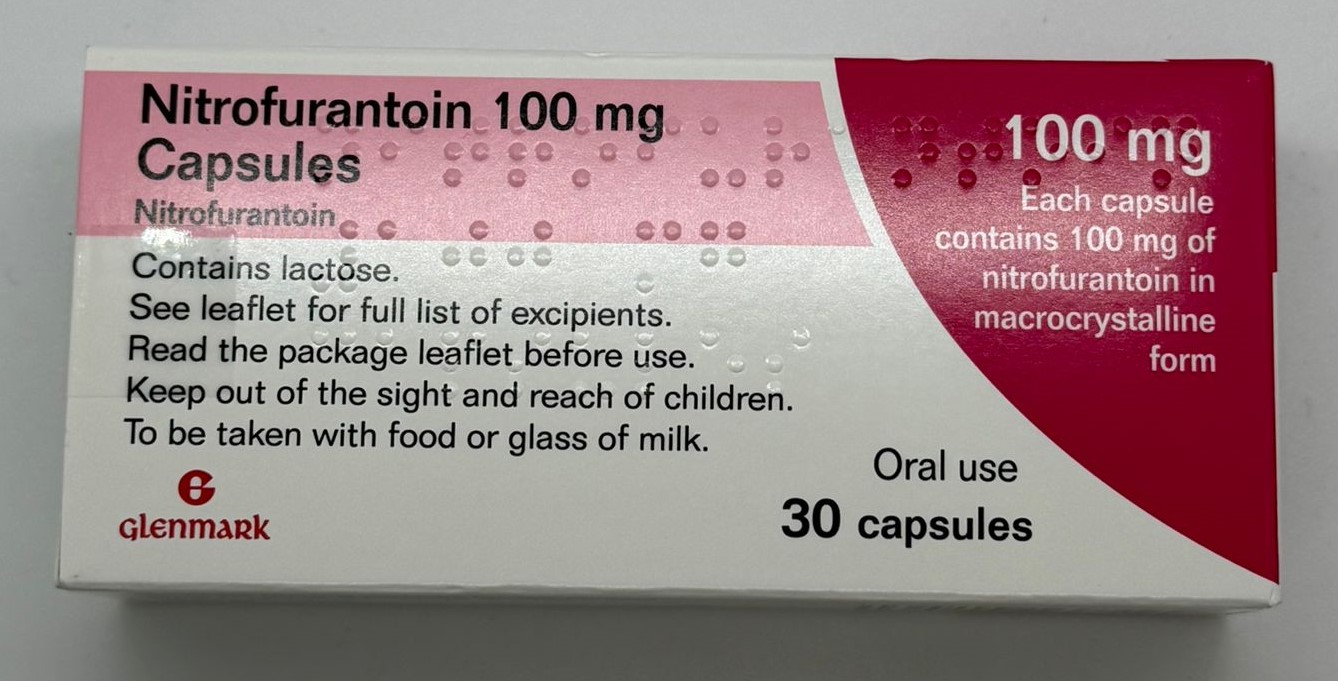 Nitrofurantoin 100 mg
Capsules
Nitrofurantoin
Contains lactose.
See leaflet for full list of excipients.
Read the package leaflet before use.
Keep out of the sight and reach of children.
To be taken with food or glass of milk.
Glenmark
100 mg
Each capsule
contains 100 mg of
nitrofurantoin in
macrocrystalline
form
Oral use
30 capsules